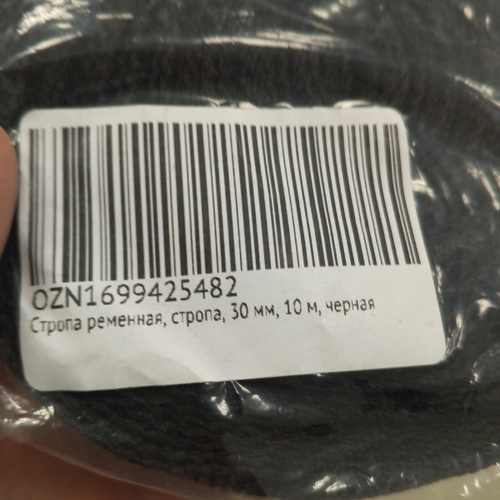 OZN1699425482
Стропа ременная, стропа, 30 мм, 10 м, черная